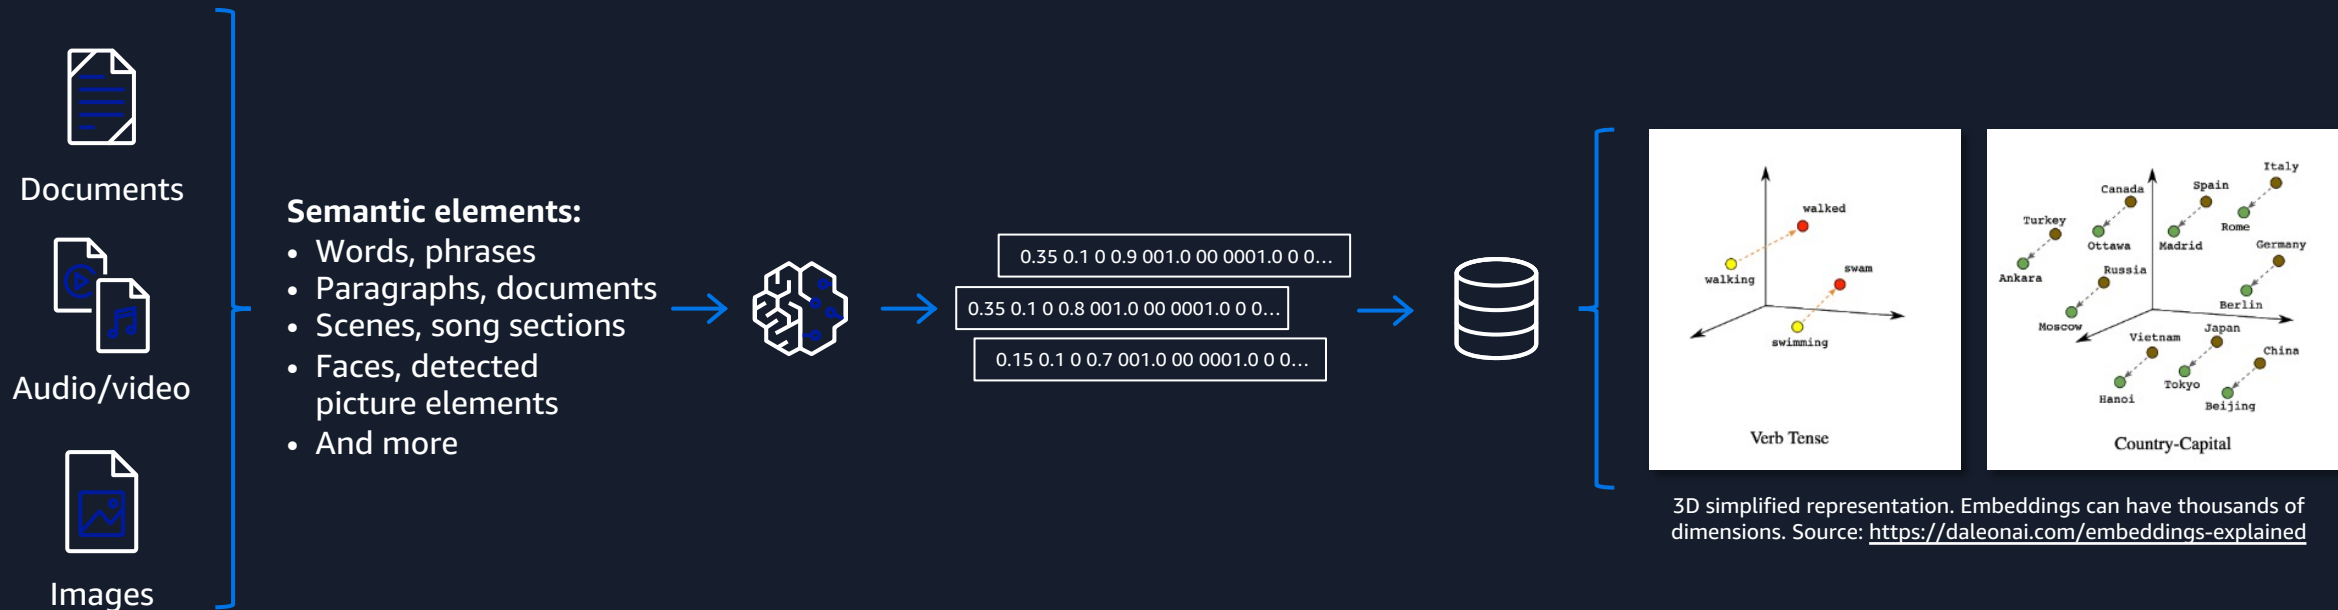 Documents
Audio/video
Images
Semantic elements:
• Words, phrases
• Paragraphs, documents
• Scenes, song sections
• Faces, detected
picture elements
• And more
0.35 0.1 0 0.9 001.0 00 0001.0 0 0...
0.35 0.1 0 0.8 001.0 00 0001.0 0 0...
0.15 0.1 0 0.7 001.0 00 0001.0 0 0...
walked
walking
swam
swimming
Verb Tense
Italy
Canada
Spain
Turkey
Rome
Ottawa
Madrid
Germany
Ankara
Russia
Berlin
Moscow
Japan
Vietnam
China
Tokyo
Hanoi
Beijing
Country-Capital
3D simplified representation. Embeddings can have thousands of
dimensions. Source: https://daleonai.com/embeddings-explained